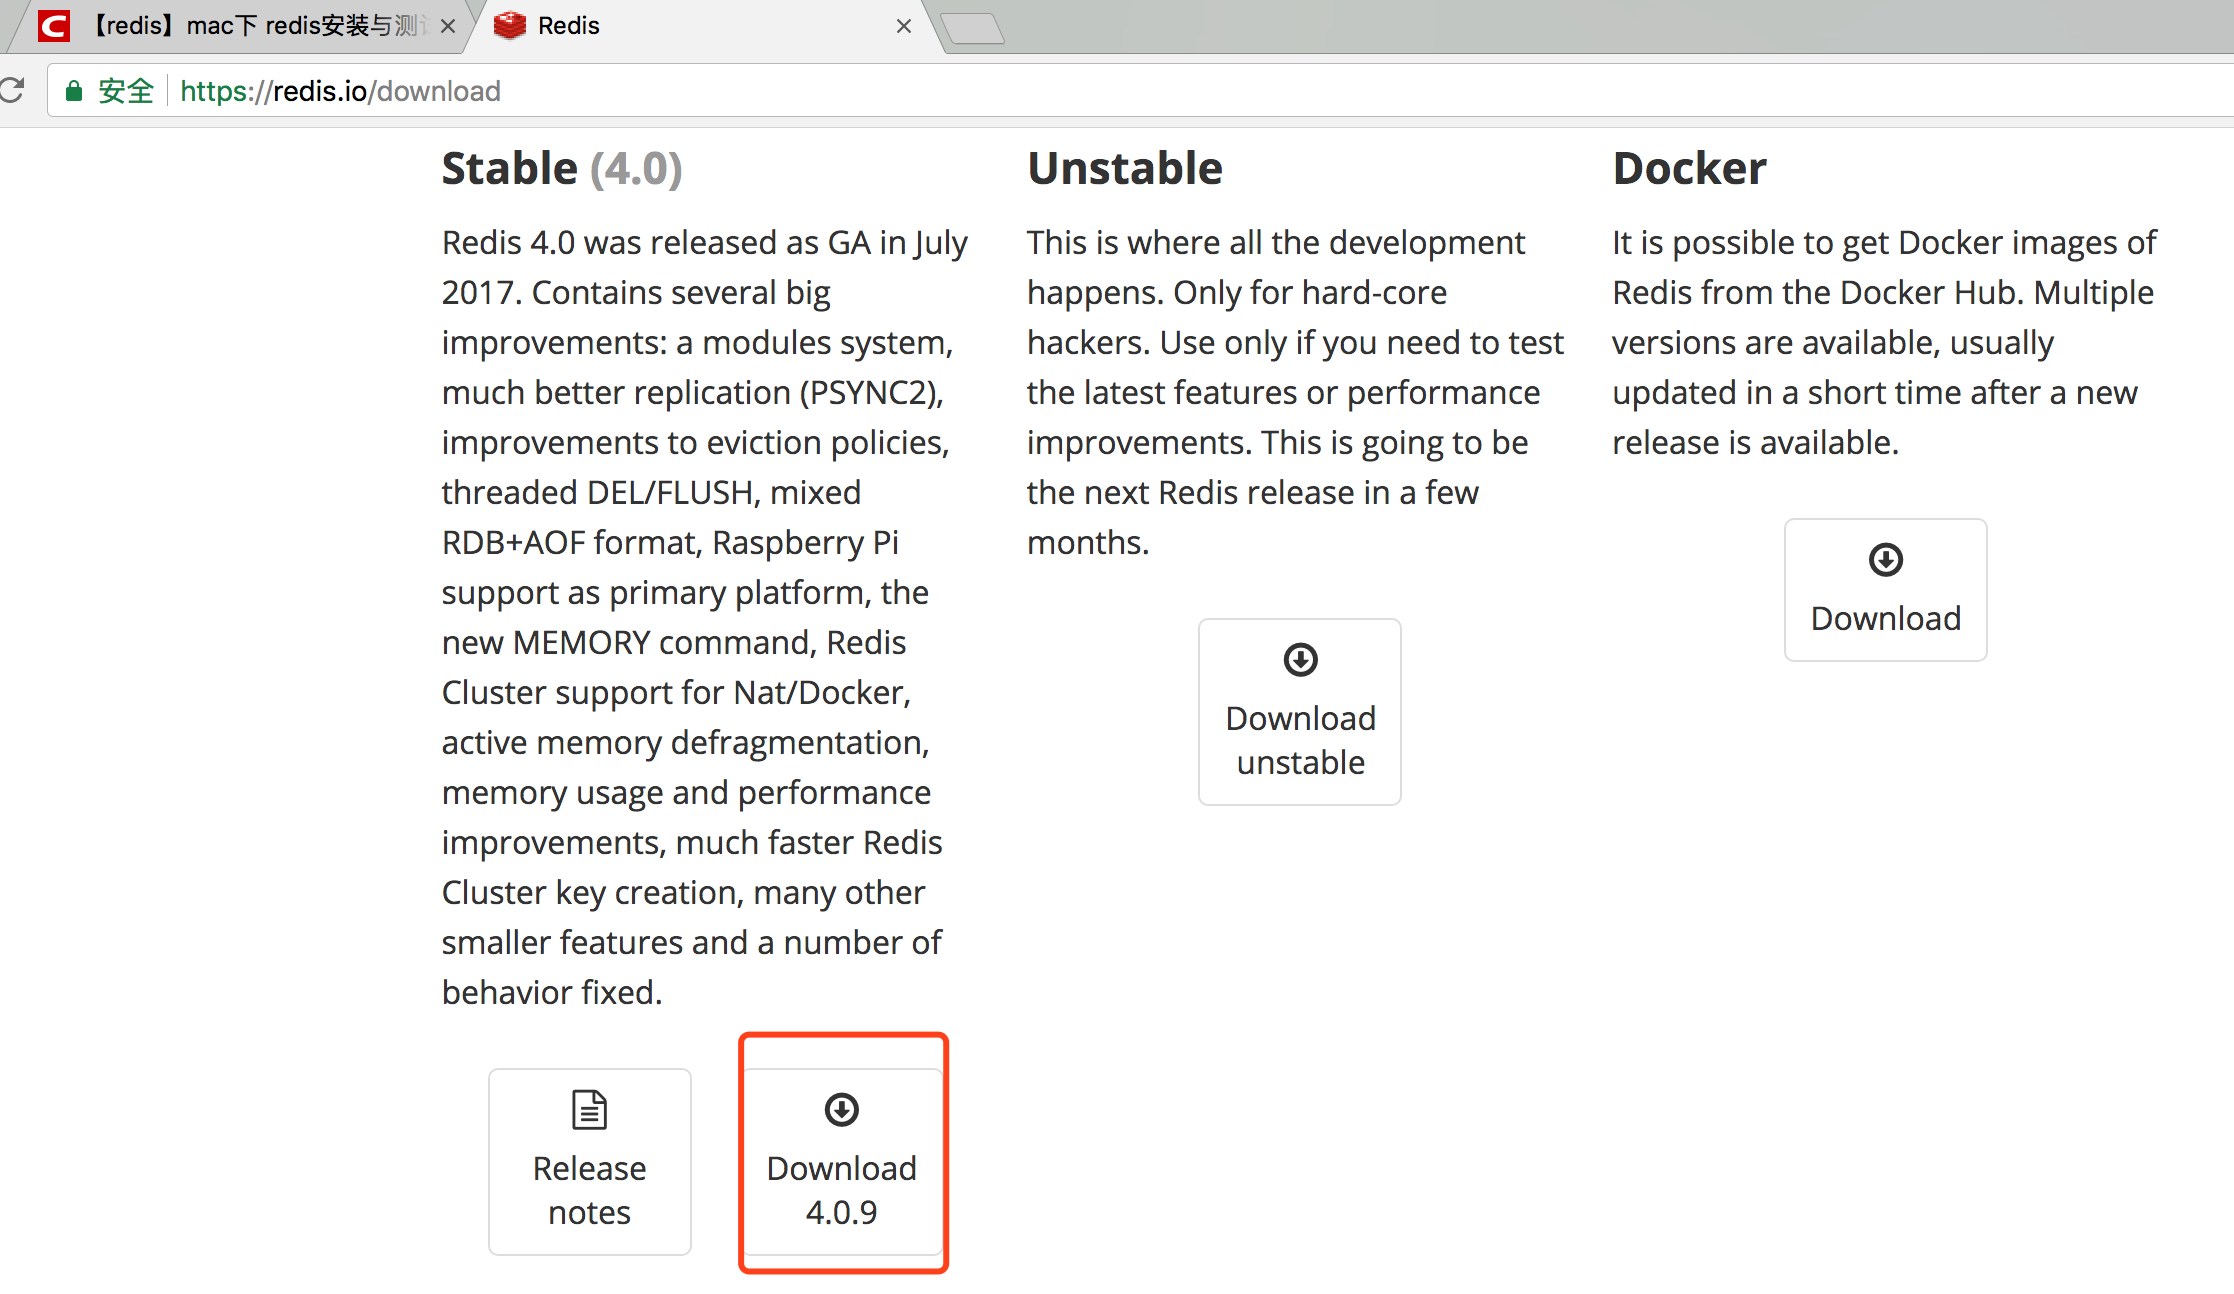 【redis】mac下 redis安装与测
Redis
安全
https://redis.io/download
Stable (4.0)
Redis 4.0 was released as GA in July
2017. Contains several big
improvements: a modules system,
much better replication (PSYNC2),
improvements to eviction policies,
threaded DEL/FLUSH, mixed
RDB+AOF format, Raspberry Pi
support as primary platform, the
new MEMORY command, Redis
Cluster support for Nat/Docker,
active memory defragmentation,
memory usage and performance
improvements, much faster Redis
Cluster key creation, many other
smaller features and a number of
behavior fixed.
Release
notes
Download
4.0.9
Unstable
This is where all the development
happens. Only for hard-core
hackers. Use only if you need to test
the latest features or performance
improvements. This is going to be
the next Redis release in a few
months.
Download
unstable
Docker
It is possible to get Docker images of
Redis from the Docker Hub. Multiple
versions are available, usually
updated in a short time after a new
release is available.
Download